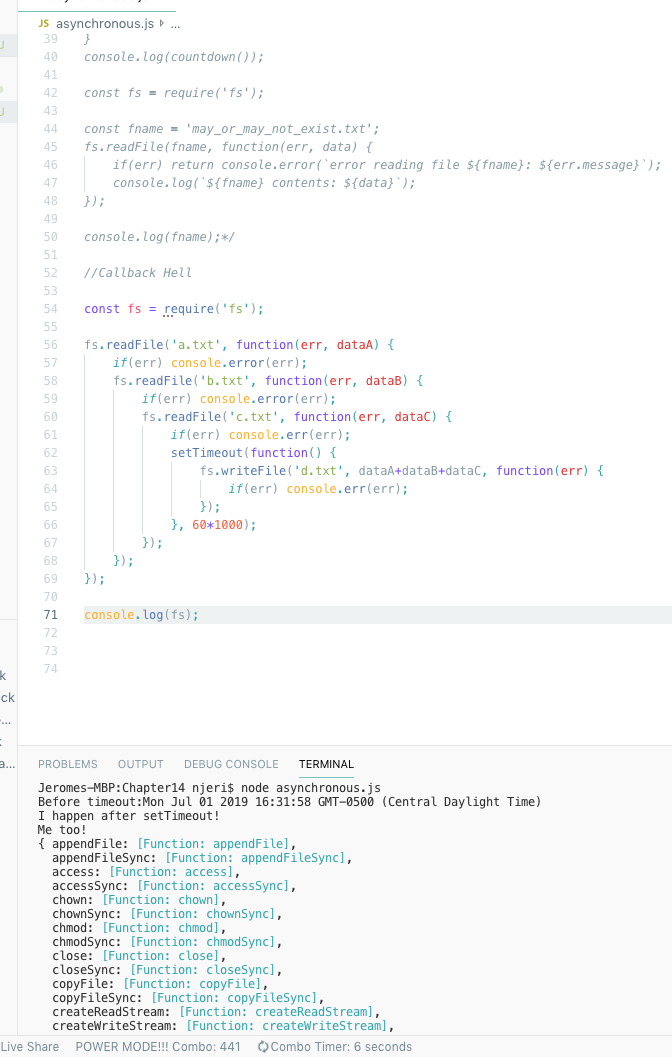 JS asynchronous.js ▸ ...
39 }
40 console.log(countdown());
41
42 const fs = require('fs');
43
44 const fname = 'may_or_may_not_exist.txt';
45 fs.readFile(fname, function(err, data) {
46 if(err) return console.error(`error reading file ${fname}: ${err.message}`);
47 console.log(`${fname} contents: ${data}`);
48 });
49
50 console.log(fname);*/
51
52 //Callback Hell
53
54 const fs = require('fs');
55
56 fs.readFile('a.txt', function(err, dataA) {
57 if(err) console.error(err);
58 fs.readFile('b.txt', function(err, dataB) {
59 if(err) console.error(err);
60 fs.readFile('c.txt', function(err, dataC) {
61 if(err) console.err(err);
62 setTimeout(function() {
63 fs.writeFile('d.txt', dataA+dataB+dataC, function(err) {
64 if(err) console.err(err);
65 });
66 }, 60*1000);
67 });
68 });
69 });
70
71 console.log(fs);
72
73
74
PROBLEMS OUTPUT DEBUG CONSOLE TERMINAL
Jeromes-MBP:Chapter14 njeri$ node asynchronous.js
Before timeout:Mon Jul 01 2019 16:31:58 GMT-0500 (Central Daylight Time)
I happen after setTimeout!
Me too!
{ appendFile: [Function: appendFile],
appendFileSync: [Function: appendFileSync],
access: [Function: access],
accessSync: [Function: accessSync],
chown: [Function: chown],
chownSync: [Function: chownSync],
chmod: [Function: chmod],
chmodSync: [Function: chmodSync],
close: [Function: close],
closeSync: [Function: closeSync],
copyFile: [Function: copyFile],
copyFileSync: [Function: copyFileSync],
createReadStream: [Function: createReadStream],
createWriteStream: [Function: createWriteStream],
Live Share POWER MODE!!! Combo: 441 Combo Timer: 6 seconds